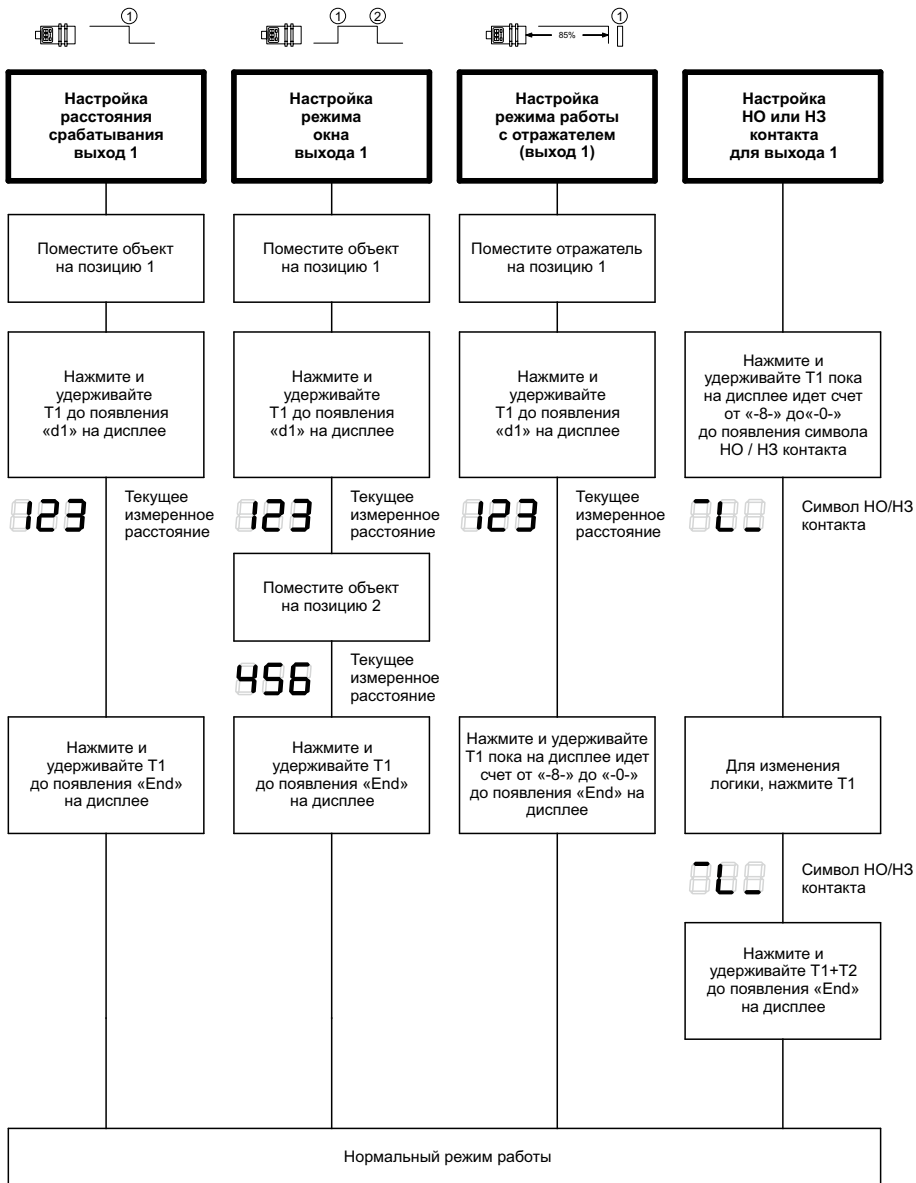 1
1
2
85%
1
Настройка
расстояния
срабатывания
выход 1
Настройка
режима
окна
выхода 1
Настройка
режима работы
с отражателем
(выход 1)
Настройка
НО или НЗ
контакта
для выхода 1
Поместите объект
на позицию 1
Поместите объект
на позицию 1
Поместите отражатель
на позицию 1
Нажмите и
удерживайте
T1 до появления
«d1» на дисплее
Нажмите и
удерживайте
T1 до появления
«d1» на дисплее
Нажмите и
удерживайте
T1 до появления
«d1» на дисплее
Нажмите и
удерживайте T1 пока
на дисплее идет счет
от «-8-» до«-0-»
до появления символа
НО / НЗ контакта
123
Текущее
измеренное
расстояние
123
Текущее
измеренное
расстояние
123
Текущее
измеренное
расстояние
¯L_
Символ НО/НЗ
контакта
Поместите объект
на позицию 2
456
Текущее
измеренное
расстояние
Нажмите и
удерживайте T1
до появления «End»
на дисплее
Нажмите и
удерживайте T1
до появления «End»
на дисплее
Нажмите и удерживайте
T1 пока на дисплее идет
счет от «-8-» до «-0-»
до появления «End» на
дисплее
Для изменения
логики, нажмите T1
¯L_
Символ НО/НЗ
контакта
Нажмите и
удерживайте T1+T2
до появления «End»
на дисплее
Нормальный режим работы